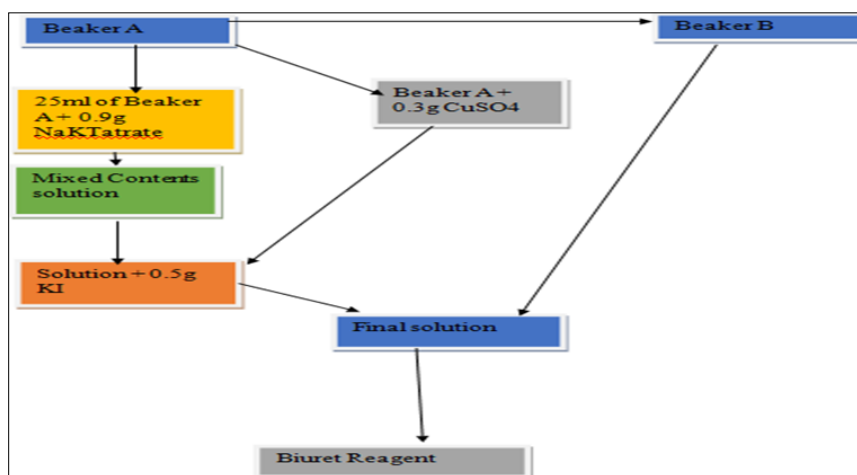 Beaker A
Beaker B
25ml of Beaker
A + 0.9g
NaKTatrate
Beaker A +
0.3g CuSO4
Mixed Contents
solution
Solution + 0.5g
KI
Final solution
Biuret Reagent